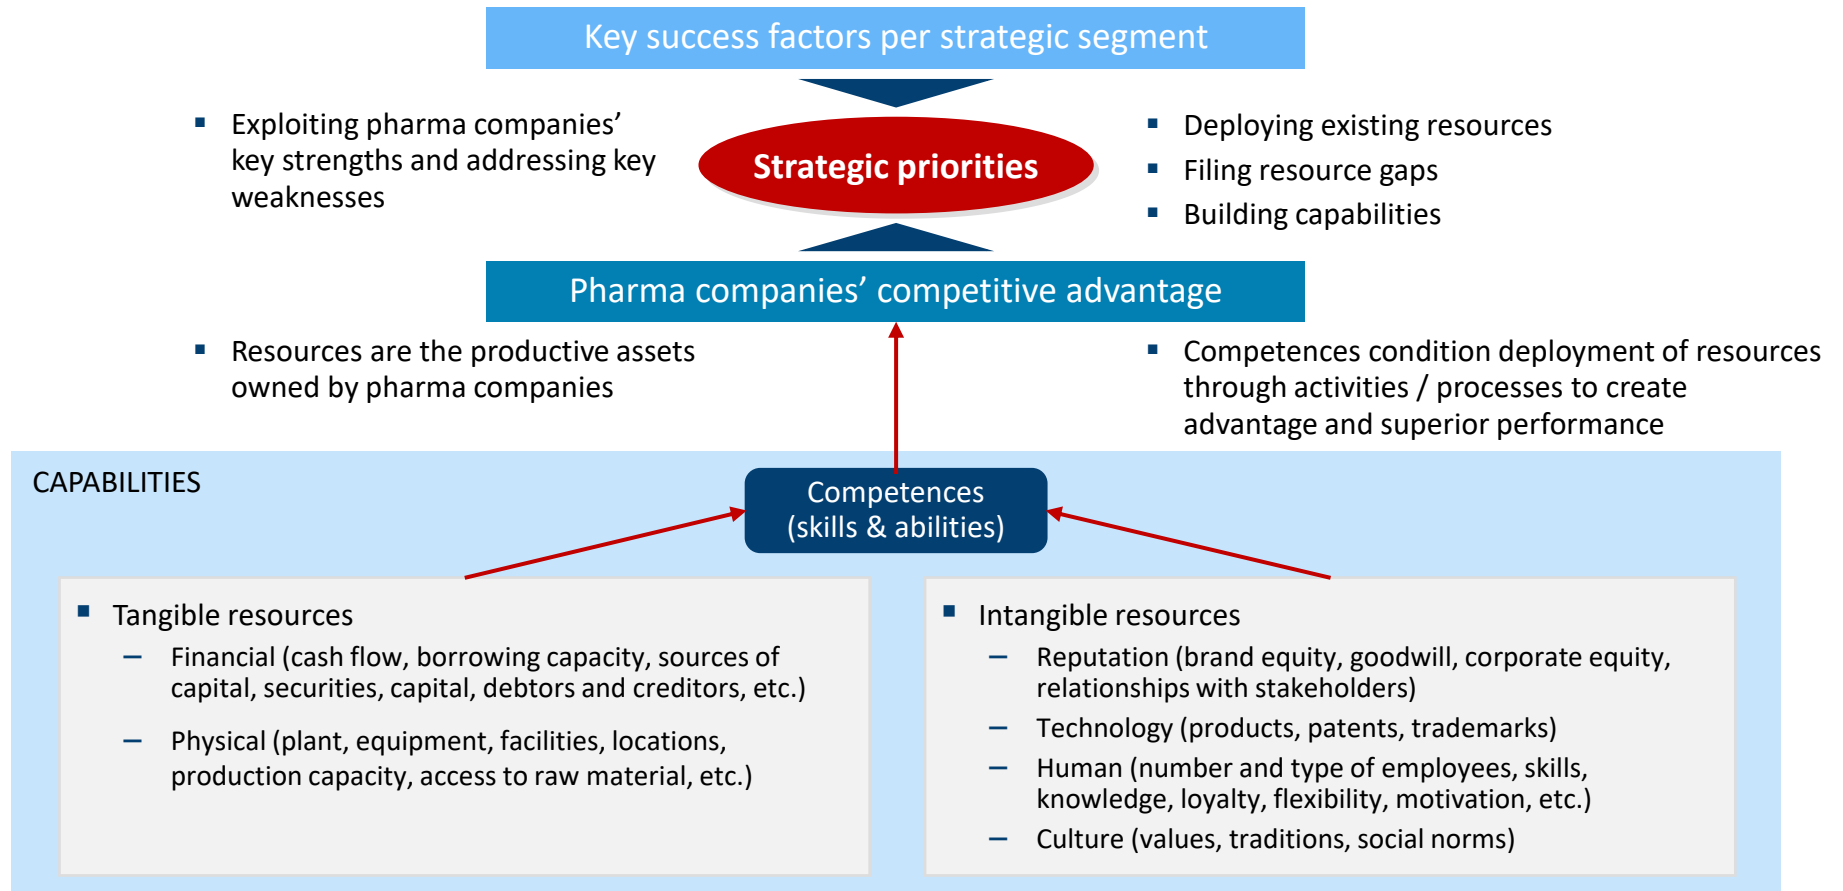 Key success factors per strategic segment
▪ Exploiting pharma companies’
key strengths and addressing key
weaknesses
Strategic priorities
▪ Deploying existing resources
▪ Filing resource gaps
▪ Building capabilities
Pharma companies’ competitive advantage
▪ Resources are the productive assets
owned by pharma companies
▪ Competences condition deployment of resources
through activities / processes to create
advantage and superior performance
CAPABILITIES
Competences
(skills & abilities)
▪ Tangible resources
– Financial (cash flow, borrowing capacity, sources of
capital, securities, capital, debtors and creditors, etc.)
– Physical (plant, equipment, facilities, locations,
production capacity, access to raw material, etc.)
▪ Intangible resources
– Reputation (brand equity, goodwill, corporate equity,
relationships with stakeholders)
– Technology (products, patents, trademarks)
– Human (number and type of employees, skills,
knowledge, loyalty, flexibility, motivation, etc.)
– Culture (values, traditions, social norms)